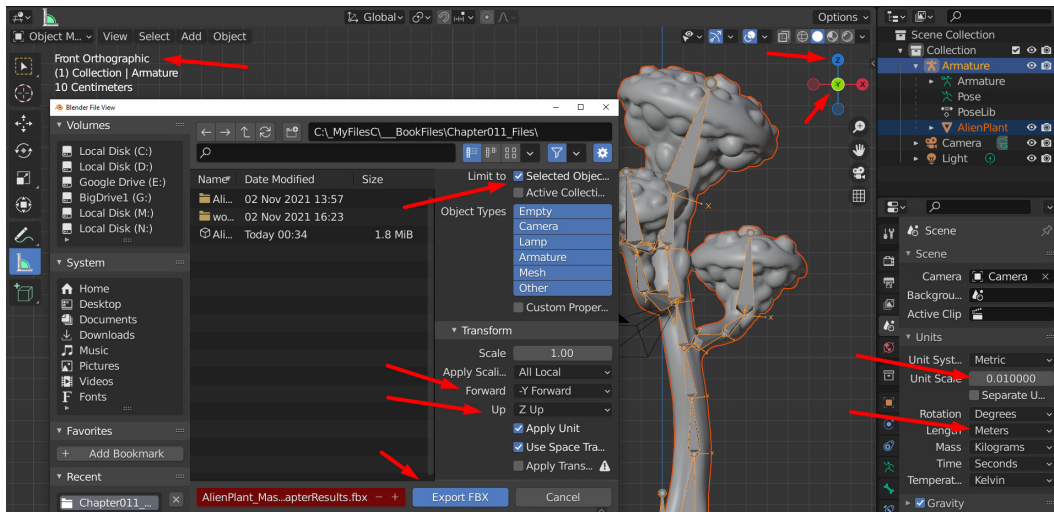 Global
Options
Object M...
View
Select
Add
Object
Front Orthographic
(1) Collection | Armature
10 Centimeters
Z
Y
X
Blender File View
Volumes
Local Disk (C:)
Local Disk (D:)
Google Drive (E:)
BigDrive1 (G:)
Local Disk (M:)
Local Disk (N:)
System
Home
Desktop
Documents
Downloads
Music
Pictures
Videos
Fonts
Favorites
+ Add Bookmark
Recent
Chapter011_...
C:\_MyFilesC\___BookFiles\Chapter011_Files\
Name Date Modified Size
Ali... 02 Nov 2021 13:57
wo... 02 Nov 2021 16:23
Ali... Today 00:34 1.8 MiB
Limit to Selected Objec...
Active Collecti...
Object Types Empty
Camera
Lamp
Armature
Mesh
Other
Custom Proper...
Transform
Scale 1.00
Apply Scali... All Local
Forward -Y Forward
Up Z Up
Apply Unit
Use Space Tra...
Apply Trans...
AlienPlant_Mas...apterResults.fbx - +
Export FBX
Cancel
Scene Collection
Collection
Armature
Armature
Pose
PoseLib
AlienPlant
Camera
Light
Scene
Scene
Camera Camera
Backgrou...
Active Clip
Units
Unit Syst... Metric
Unit Scale 0.010000
Separate U...
Rotation Degrees
Length Meters
Mass Kilograms
Time Seconds
Temperat... Kelvin
Gravity